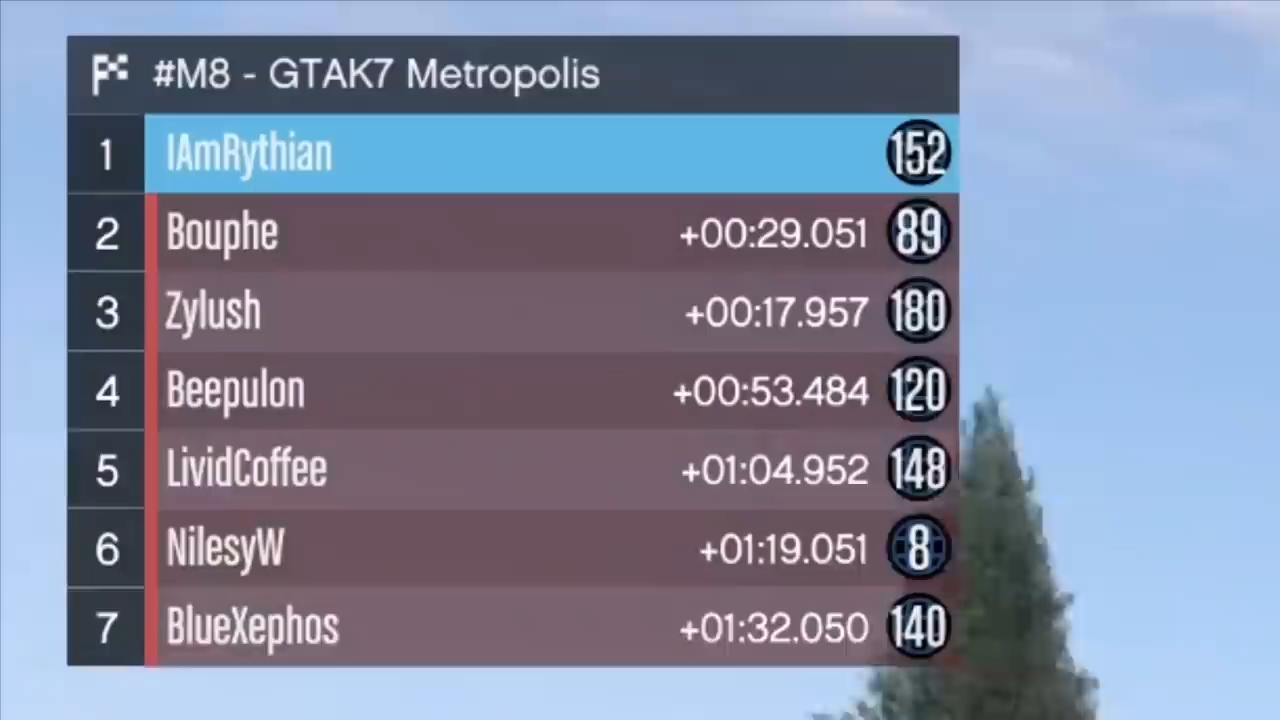 #M8 - GTAK7 Metropolis
1 IAmRythian 152
2 Bouphe +00:29.051 89
3 Zylush +00:17.957 180
4 Beepulon +00:53.484 120
5 LividCoffee +01:04.952 148
6 NilesyW +01:19.051 8
7 BlueXephos +01:32.050 140